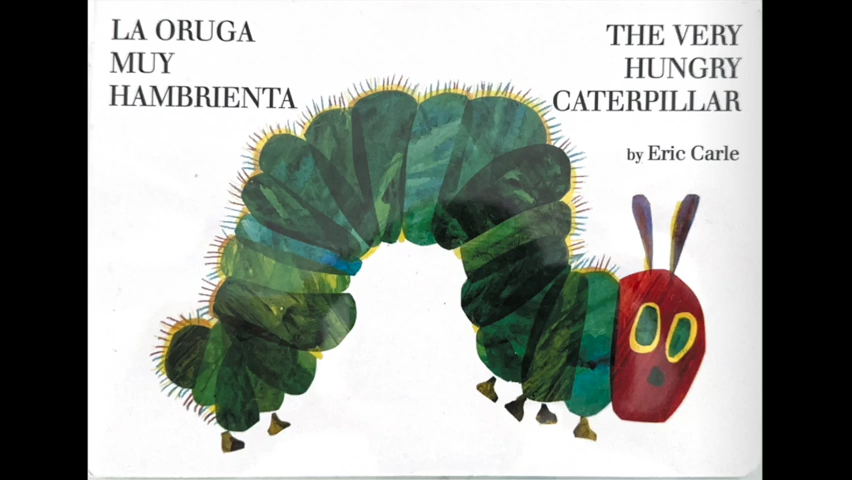 LA ORUGA
MUY
HAMBRIENTA
THE VERY
HUNGRY
CATERPILLAR
by Eric Carle